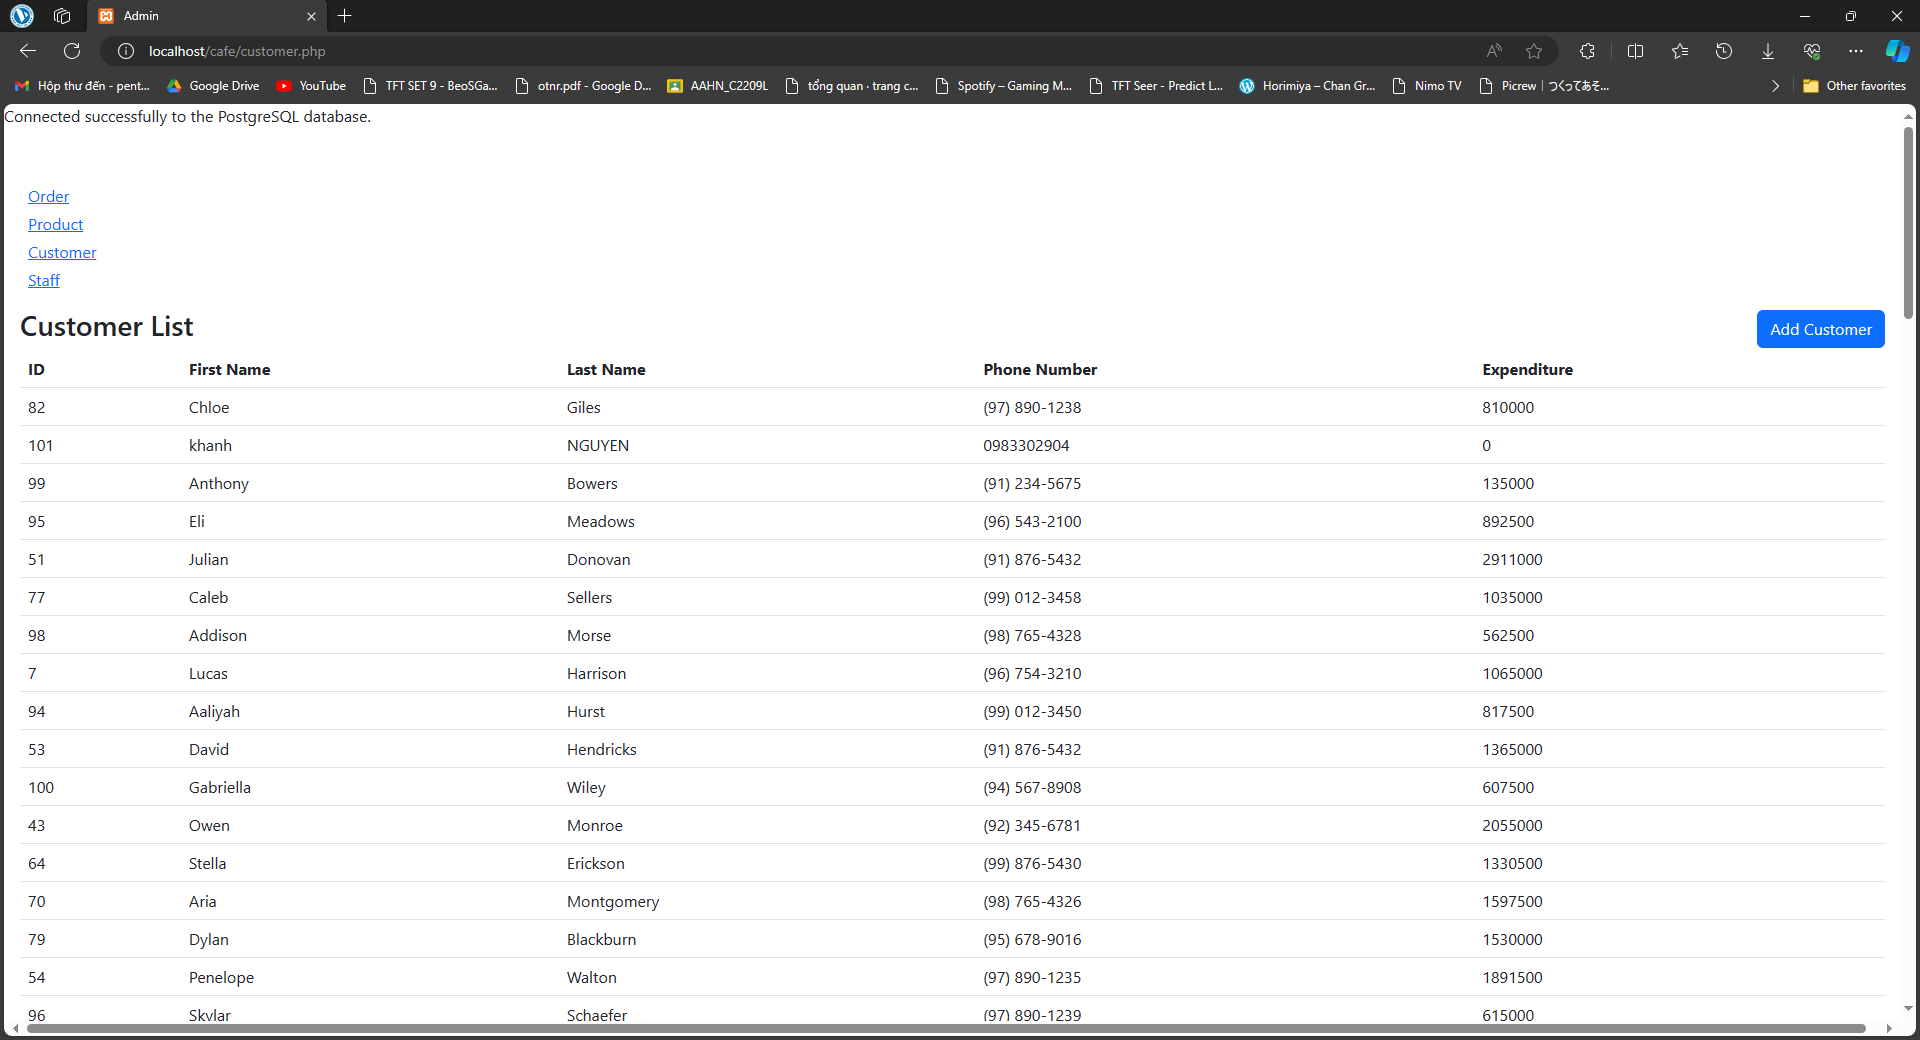 Admin
localhost/cafe/customer.php
Hộp thư đến - pent... Google Drive YouTube TFT SET 9 - BeoSGa... otnr.pdf - Google D... AAHN_C2209L tổng quan · trang c... Spotify – Gaming M... TFT Seer - Predict L... Horimiya – Chan Gr... Nimo TV Picrew｜つくってあそ... Other favorites
Connected successfully to the PostgreSQL database.
Order
Product
Customer
Staff
Customer List Add Customer
ID First Name Last Name Phone Number Expenditure
82 Chloe Giles (97) 890-1238 810000
101 khanh NGUYEN 0983302904 0
99 Anthony Bowers (91) 234-5675 135000
95 Eli Meadows (96) 543-2100 892500
51 Julian Donovan (91) 876-5432 2911000
77 Caleb Sellers (99) 012-3458 1035000
98 Addison Morse (98) 765-4328 562500
7 Lucas Harrison (96) 754-3210 1065000
94 Aaliyah Hurst (99) 012-3450 817500
53 David Hendricks (91) 876-5432 1365000
100 Gabriella Wiley (94) 567-8908 607500
43 Owen Monroe (92) 345-6781 2055000
64 Stella Erickson (99) 876-5430 1330500
70 Aria Montgomery (98) 765-4326 1597500
79 Dylan Blackburn (95) 678-9016 1530000
54 Penelope Walton (97) 890-1235 1891500
96 Skylar Schaefer (97) 890-1239 615000